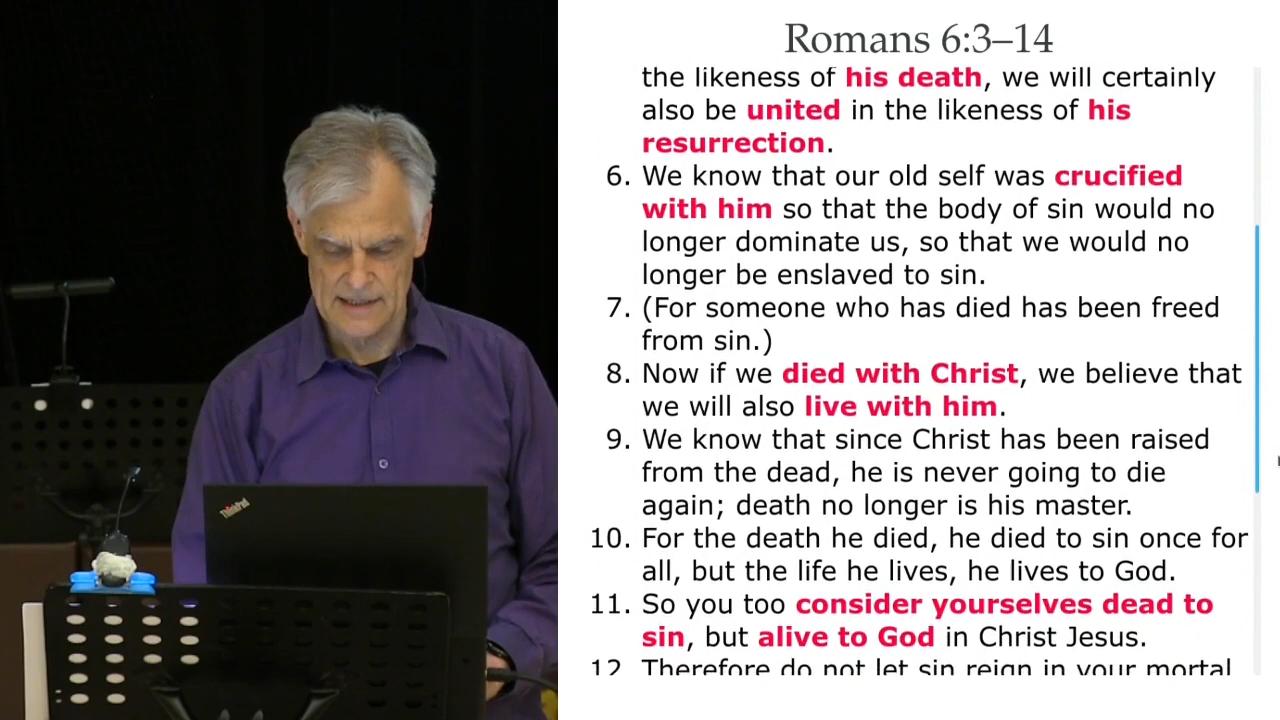 Romans 6:3–14
the likeness of his death, we will certainly
also be united in the likeness of his
resurrection.
6. We know that our old self was crucified
with him so that the body of sin would no
longer dominate us, so that we would no
longer be enslaved to sin.
7. (For someone who has died has been freed
from sin.)
8. Now if we died with Christ, we believe that
we will also live with him.
9. We know that since Christ has been raised
from the dead, he is never going to die
again; death no longer is his master.
10. For the death he died, he died to sin once for
all, but the life he lives, he lives to God.
11. So you too consider yourselves dead to
sin, but alive to God in Christ Jesus.
12 Therefore do not let sin reign in your mortal
ThinkPad